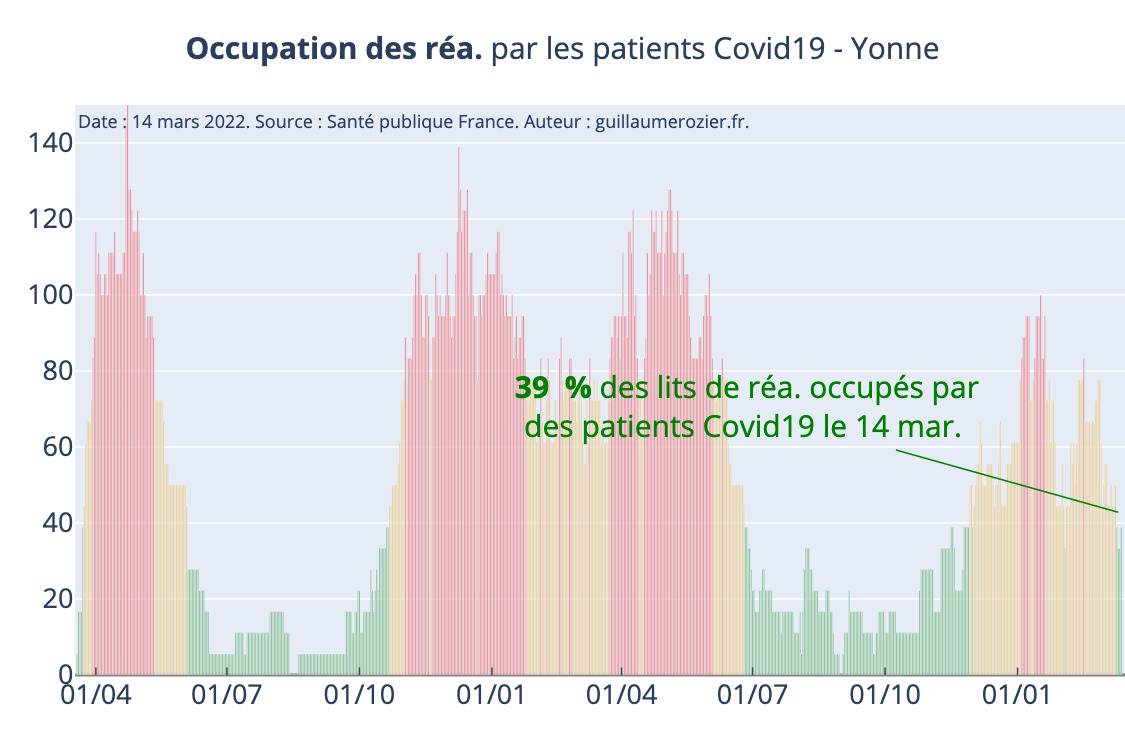 Occupation des réa. par les patients Covid19 - Yonne
Date : 14 mars 2022. Source : Santé publique France. Auteur : guillaumerozier.fr.
140
120
100
80
60
40
20
0
39 % des lits de réa. occupés par
des patients Covid19 le 14 mar.
01/04 01/07 01/10 01/01 01/04 01/07 01/10 01/01